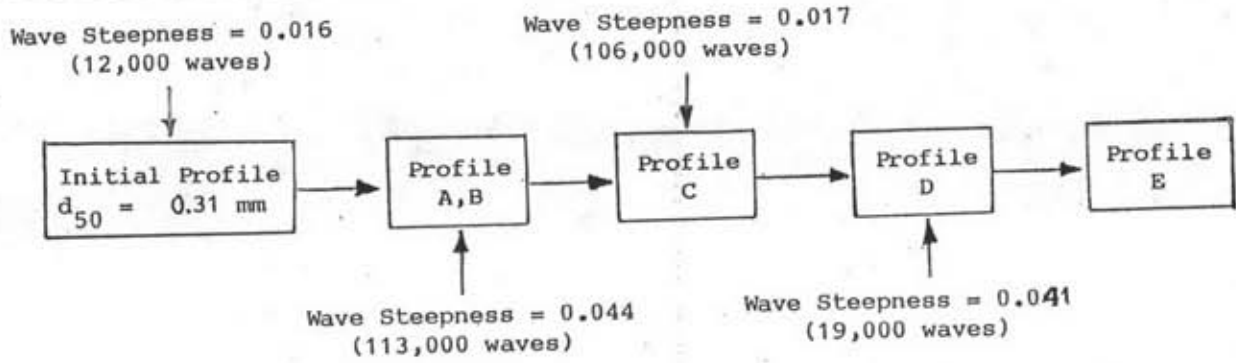 Wave Steepness = 0.016
(12,000 waves)
Wave Steepness = 0.017
(106,000 waves)
Initial Profile
d50 = 0.31 mm
Profile
A,B
Profile
C
Profile
D
Profile
E
Wave Steepness = 0.044
(113,000 waves)
Wave Steepness = 0.041
(19,000 waves)